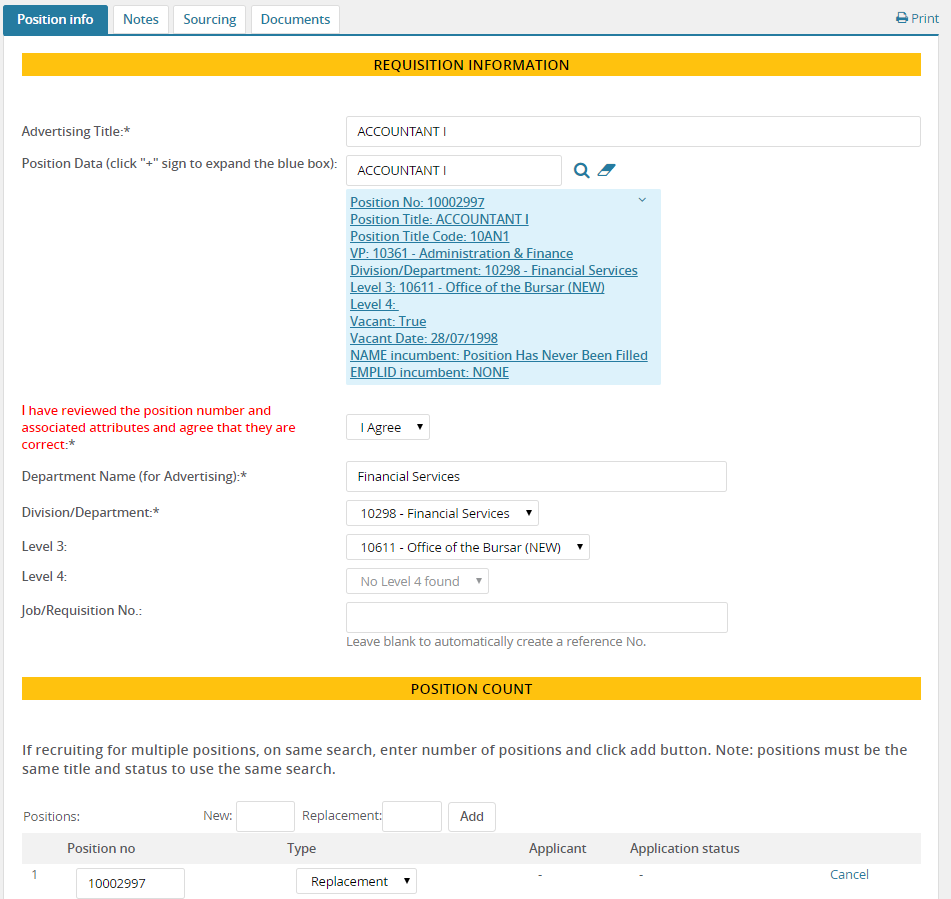 Position info Notes Sourcing Documents Print
REQUISITION INFORMATION
Advertising Title:* ACCOUNTANT I
Position Data (click "+" sign to expand the blue box): ACCOUNTANT I
Position No: 10002997
Position Title: ACCOUNTANT I
Position Title Code: 10AN1
VP: 10361 - Administration & Finance
Division/Department: 10298 - Financial Services
Level 3: 10611 - Office of the Bursar (NEW)
Level 4:
Vacant: True
Vacant Date: 28/07/1998
NAME incumbent: Position Has Never Been Filled
EMPLID incumbent: NONE
I have reviewed the position number and
associated attributes and agree that they are
correct:*
I Agree
Department Name (for Advertising):* Financial Services
Division/Department:* 10298 - Financial Services
Level 3: 10611 - Office of the Bursar (NEW)
Level 4: No Level 4 found
Job/Requisition No.:
Leave blank to automatically create a reference No.
POSITION COUNT
If recruiting for multiple positions, on same search, enter number of positions and click add button. Note: positions must be the
same title and status to use the same search.
Positions: New: Replacement: Add
Position no Type Applicant Application status
1 10002997 Replacement - - Cancel